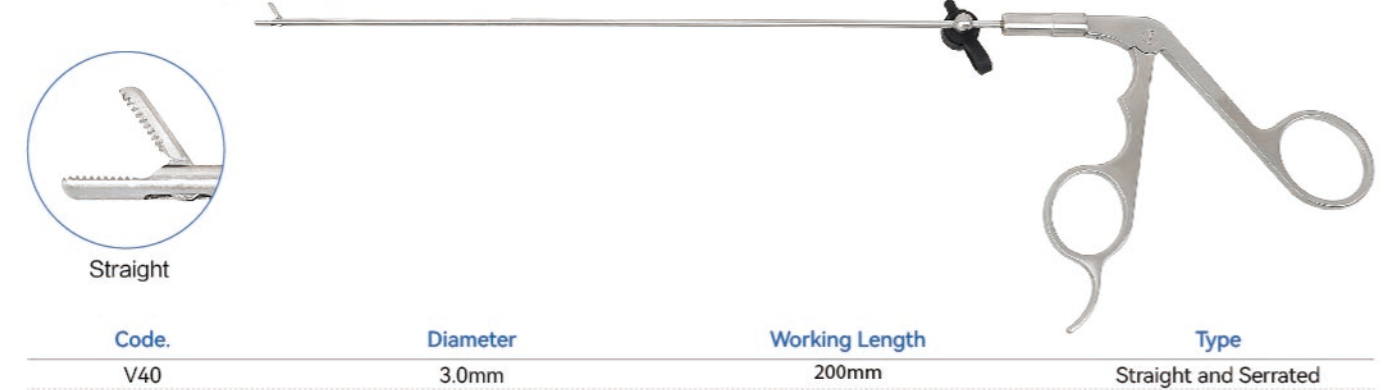 Straight
Code. Diameter Working Length Type
V40 3.0mm 200mm Straight and Serrated